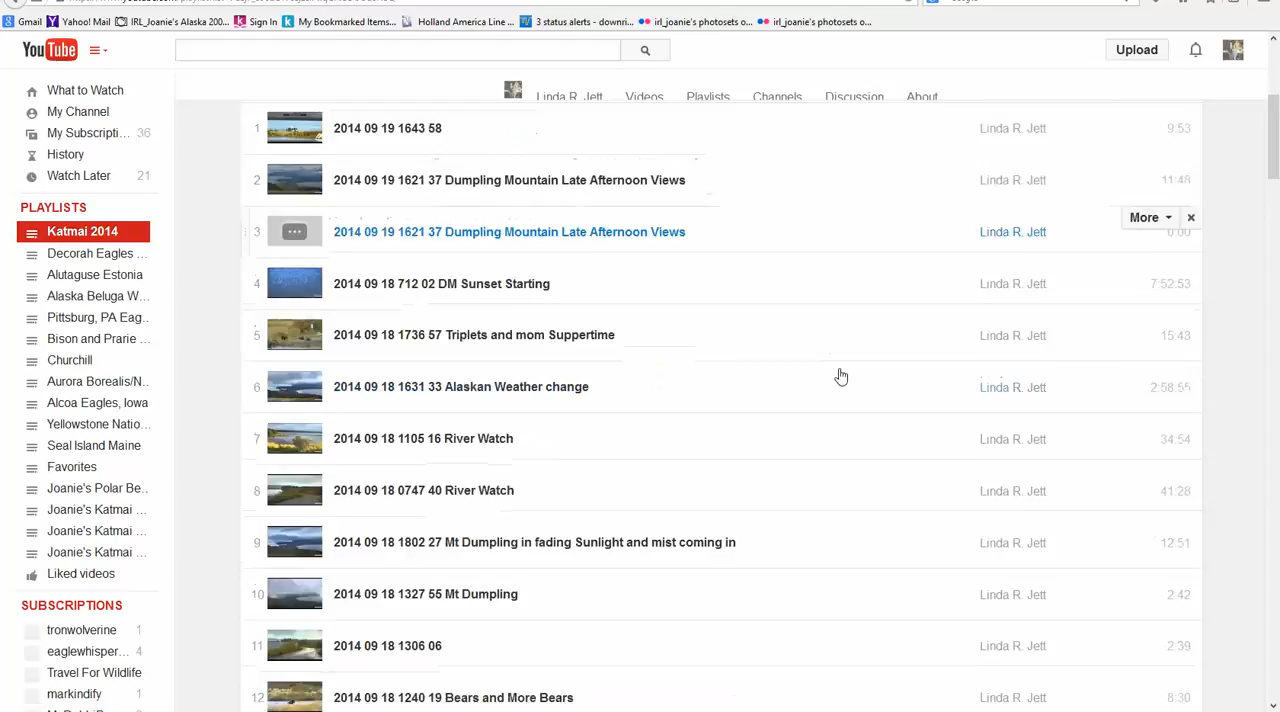 Gmail Yahoo! Mail IRL_Joanie's Alaska 200... Sign In My Bookmarked Items... Holland America Line ... 3 status alerts - downri... irl_joanie's photosets o... irl_joanie's photosets o...
YouTube
Upload
What to Watch
My Channel
My Subscripti... 36
History
Watch Later 21
PLAYLISTS
Katmai 2014
Decorah Eagles ...
Alutaguse Estonia
Alaska Beluga W...
Pittsburg, PA Eag...
Bison and Prarie ...
Churchill
Aurora Borealis/N...
Alcoa Eagles, Iowa
Yellowstone Natio...
Seal Island Maine
Favorites
Joanie's Polar Be...
Joanie's Katmai ...
Joanie's Katmai ...
Joanie's Katmai ...
Liked videos
SUBSCRIPTIONS
tronwolverine 1
eaglewhisper... 4
Travel For Wildlife
markindify 1
Linda R. Jett Videos Playlists Channels Discussion About
1 2014 09 19 1643 58 Linda R. Jett 9:53
2 2014 09 19 1621 37 Dumpling Mountain Late Afternoon Views Linda R. Jett 11:48
More
3 2014 09 19 1621 37 Dumpling Mountain Late Afternoon Views Linda R. Jett 0:00
4 2014 09 18 712 02 DM Sunset Starting Linda R. Jett 7:52:53
5 2014 09 18 1736 57 Triplets and mom Suppertime Linda R. Jett 15:43
6 2014 09 18 1631 33 Alaskan Weather change Linda R. Jett 2:58:55
7 2014 09 18 1105 16 River Watch Linda R. Jett 34:54
8 2014 09 18 0747 40 River Watch Linda R. Jett 41:28
9 2014 09 18 1802 27 Mt Dumpling in fading Sunlight and mist coming in Linda R. Jett 12:51
10 2014 09 18 1327 55 Mt Dumpling Linda R. Jett 2:42
11 2014 09 18 1306 06 Linda R. Jett 2:39
12 2014 09 18 1240 19 Bears and More Bears Linda R. Jett 8:30